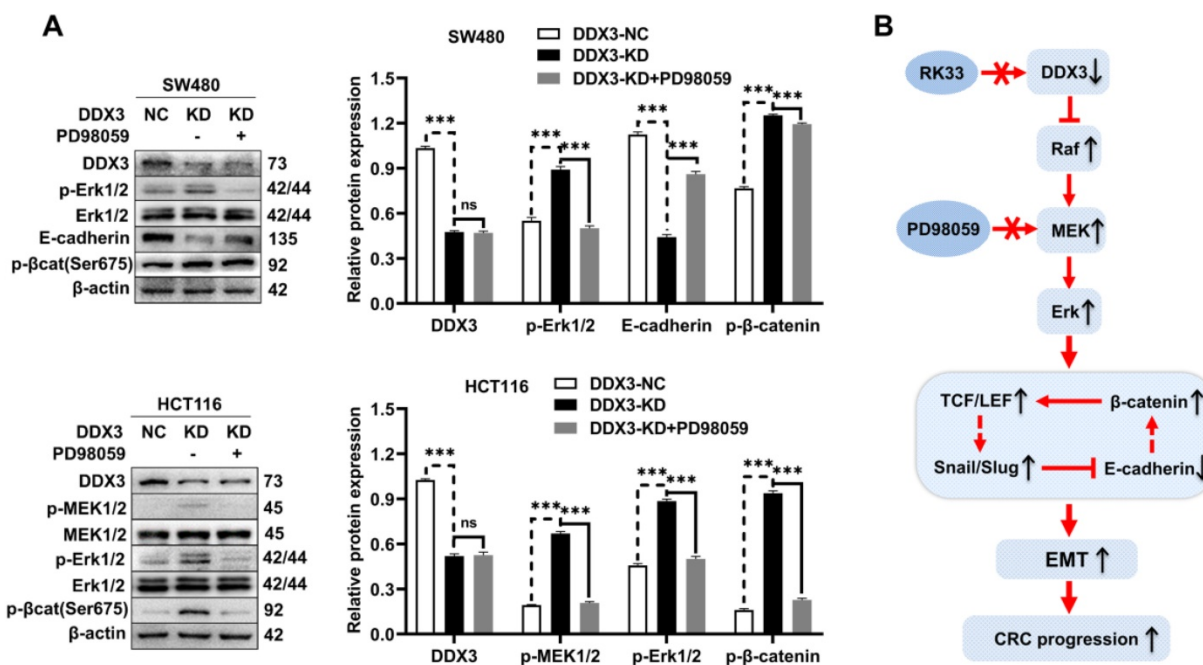 A
SW480
DDX3 NC KD KD
PD98059 - +
DDX3 73
p-Erk1/2 42/44
Erk1/2 42/44
E-cadherin 135
p-βcat(Ser675) 92
β-actin 42
SW480
DDX3-NC
DDX3-KD
DDX3-KD+PD98059
Relative protein expression
1.5
1.2
0.9
0.6
0.3
0.0
*** ns
*** ***
*** ***
*** ***
DDX3 p-Erk1/2 E-cadherin p-β-catenin
HCT116
DDX3 NC KD KD
PD98059 - +
DDX3 73
p-MEK1/2 45
MEK1/2 45
p-Erk1/2 42/44
Erk1/2 42/44
p-βcat(Ser675) 92
β-actin 42
HCT116
DDX3-NC
DDX3-KD
DDX3-KD+PD98059
Relative protein expression
1.5
1.2
0.9
0.6
0.3
0.0
*** ns
*** ***
*** ***
*** ***
DDX3 p-MEK1/2 p-Erk1/2 p-β-catenin
B
RK33 DDX3↓
Raf↑
PD98059 MEK↑
Erk↑
TCF/LEF↑ β-catenin↑
Snail/Slug↑ E-cadherin↓
EMT↑
CRC progression↑